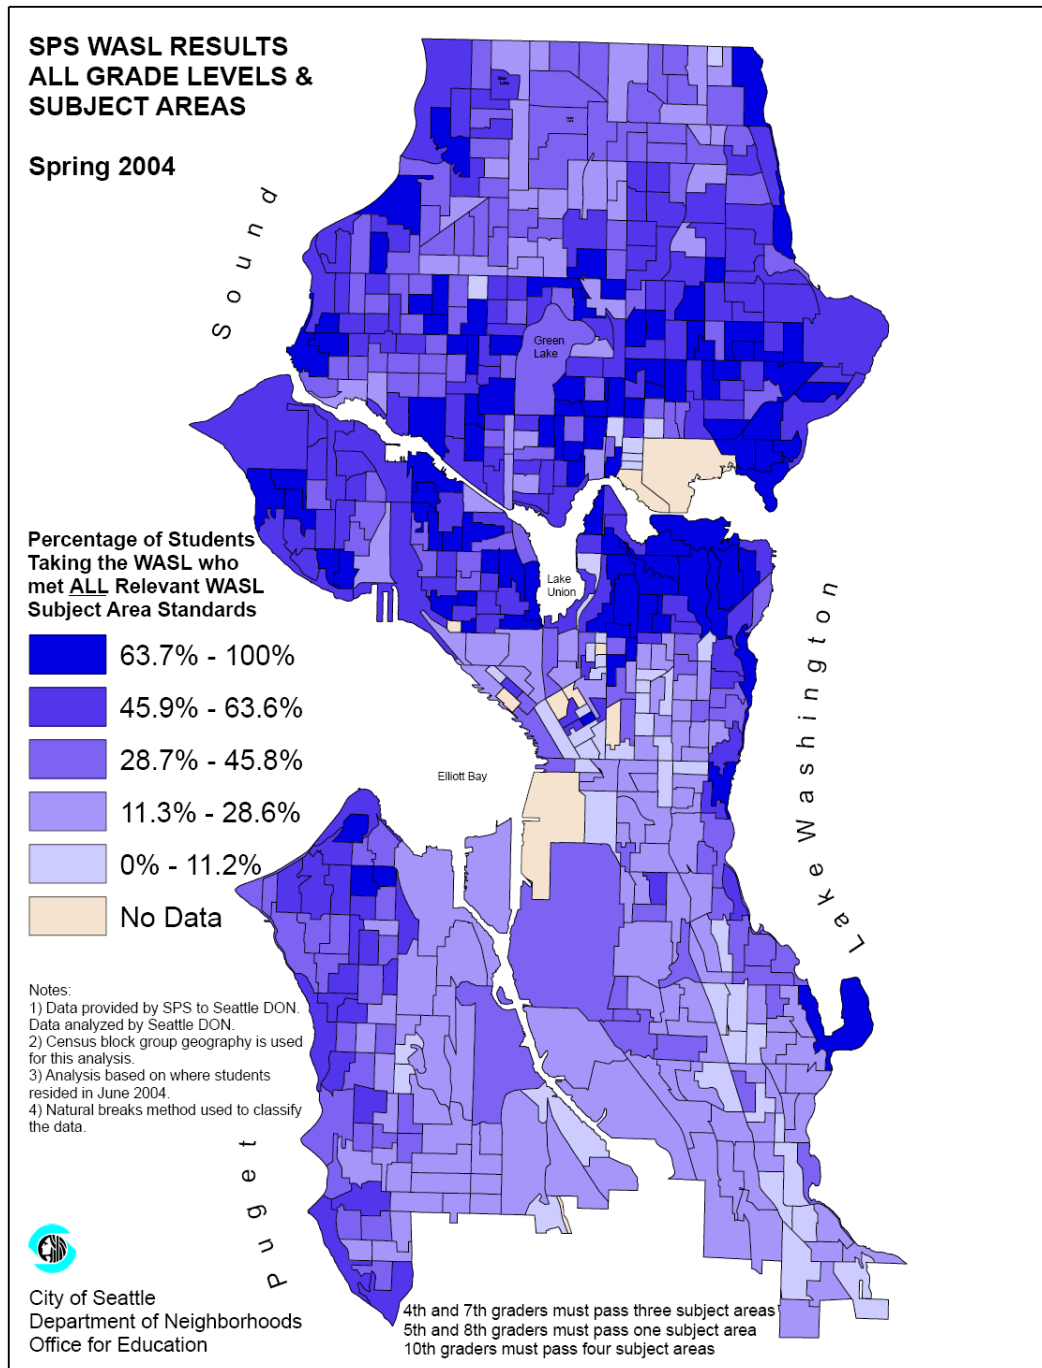 SPS WASL RESULTS
ALL GRADE LEVELS &
SUBJECT AREAS
Spring 2004
Sound
Green
Lake
Percentage of Students
Taking the WASL who
met ALL Relevant WASL
Subject Area Standards
63.7% - 100%
45.9% - 63.6%
28.7% - 45.8%
11.3% - 28.6%
0% - 11.2%
No Data
Lake
Union
Elliott Bay
Lake Washington
Notes:
1) Data provided by SPS to Seattle DON.
Data analyzed by Seattle DON.
2) Census block group geography is used
for this analysis.
3) Analysis based on where students
resided in June 2004.
4) Natural breaks method used to classify
the data.
Puget
City of Seattle
Department of Neighborhoods
Office for Education
4th and 7th graders must pass three subject areas
5th and 8th graders must pass one subject area
10th graders must pass four subject areas